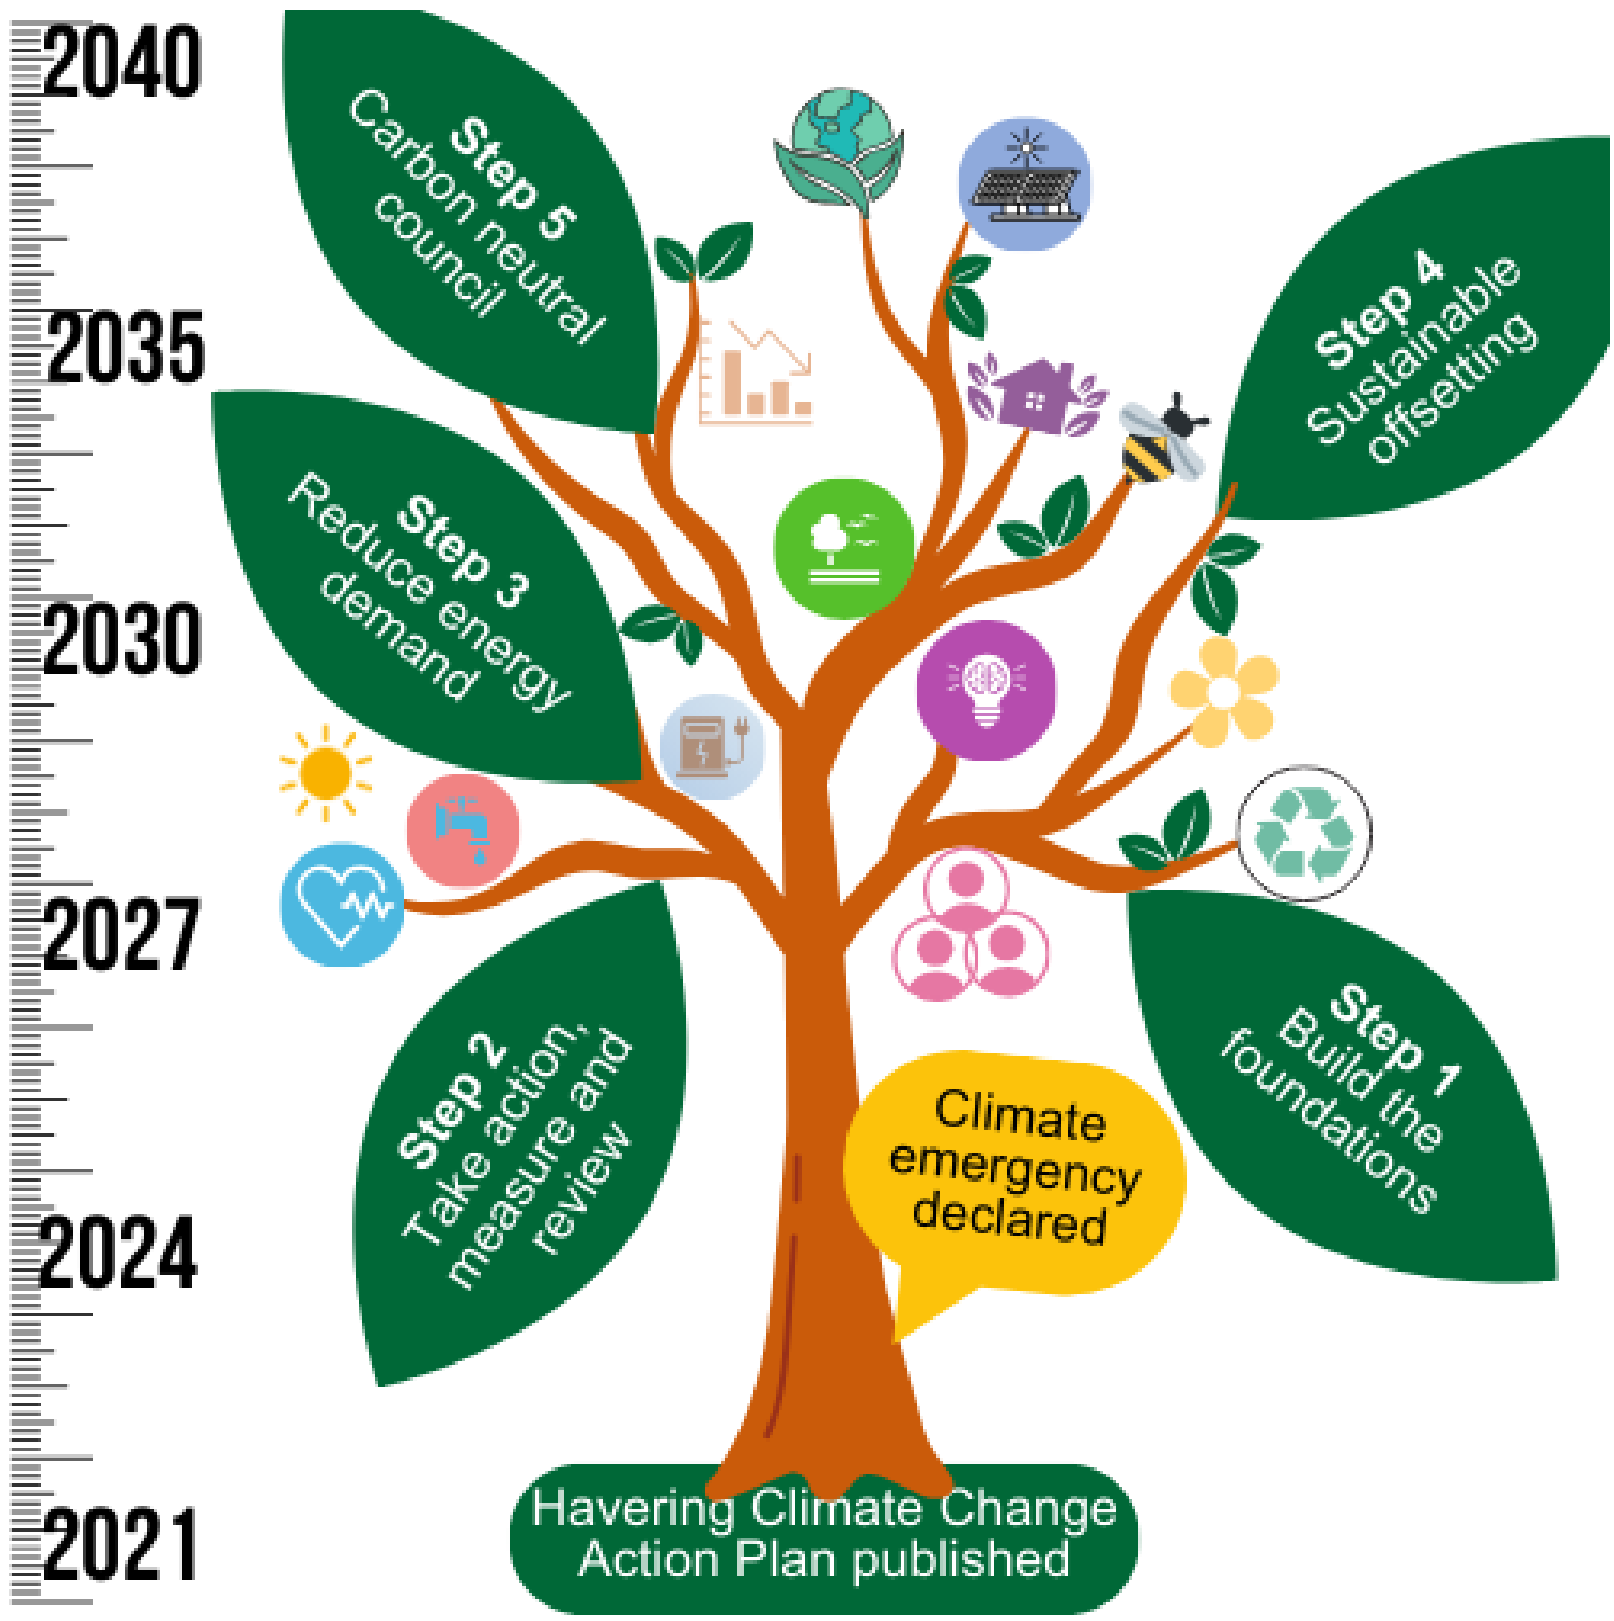 2040
2035
2030
2027
2024
2021
Step 5
Carbon neutral
council
Step 4
Sustainable
offsetting
Step 3
Reduce energy
demand
Step 2
Take action,
measure and
review
Step 1
Build the
foundations
Climate
emergency
declared
Havering Climate Change
Action Plan published